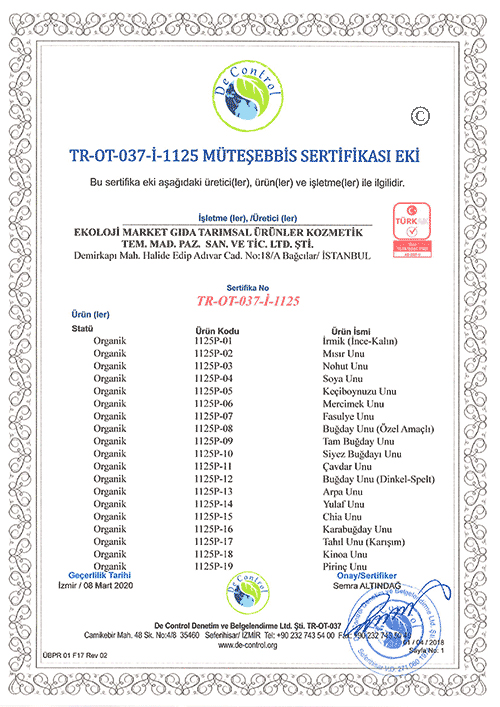 De Control
©
TR-OT-037-İ-1125 MÜTEŞEBBİS SERTİFİKASI EKİ
Bu sertifika eki aşağıdaki üretici(ler), ürün(ler) ve işletme(ler) ile ilgilidir.
İşletme (ler) ,/Üretici (ler)
EKOLOJİ MARKET GIDA TARIMSAL ÜRÜNLER KOZMETİK
TEM. MAD. PAZ. SAN. VE TİC. LTD. ŞTİ.
Demirkapı Mah. Halide Edip Adıvar Cad. No:18/A Bağcılar/ İSTANBUL
TÜRKAK
Sertifika No
TR-OT-037-İ-1125
Ürün (ler)
Statü Ürün Kodu Ürün İsmi
Organik 1125P-01 İrmik (İnce-Kalın)
Organik 1125P-02 Mısır Unu
Organik 1125P-03 Nohut Unu
Organik 1125P-04 Soya Unu
Organik 1125P-05 Keçiboynuzu Unu
Organik 1125P-06 Mercimek Unu
Organik 1125P-07 Fasulye Unu
Organik 1125P-08 Buğday Unu (Özel Amaçlı)
Organik 1125P-09 Tam Buğday Unu
Organik 1125P-10 Siyez Buğdayı Unu
Organik 1125P-11 Çavdar Unu
Organik 1125P-12 Buğday Unu (Dinkel-Spelt)
Organik 1125P-13 Arpa Unu
Organik 1125P-14 Yulaf Unu
Organik 1125P-15 Chia Unu
Organik 1125P-16 Karabuğday Unu
Organik 1125P-17 Tahıl Unu (Karışım)
Organik 1125P-18 Kinoa Unu
Organik 1125P-19 Pirinç Unu
Geçerlilik Tarihi Onay/Sertifiker
İzmir / 08 Mart 2020 Semra ALTINDAĞ
De Control
De Control Denetim ve Belgelendirme Ltd. Şti. TR-OT-037
Camikebir Mah. 48 Sk. No:4/8 35460 Seferihisar/ İZMİR Tel: +90 232 743 54 00
www.de-control.org
01 / 04 / 2018
ÜBPR 01 F17 Rev 02 Sayfa No: 1